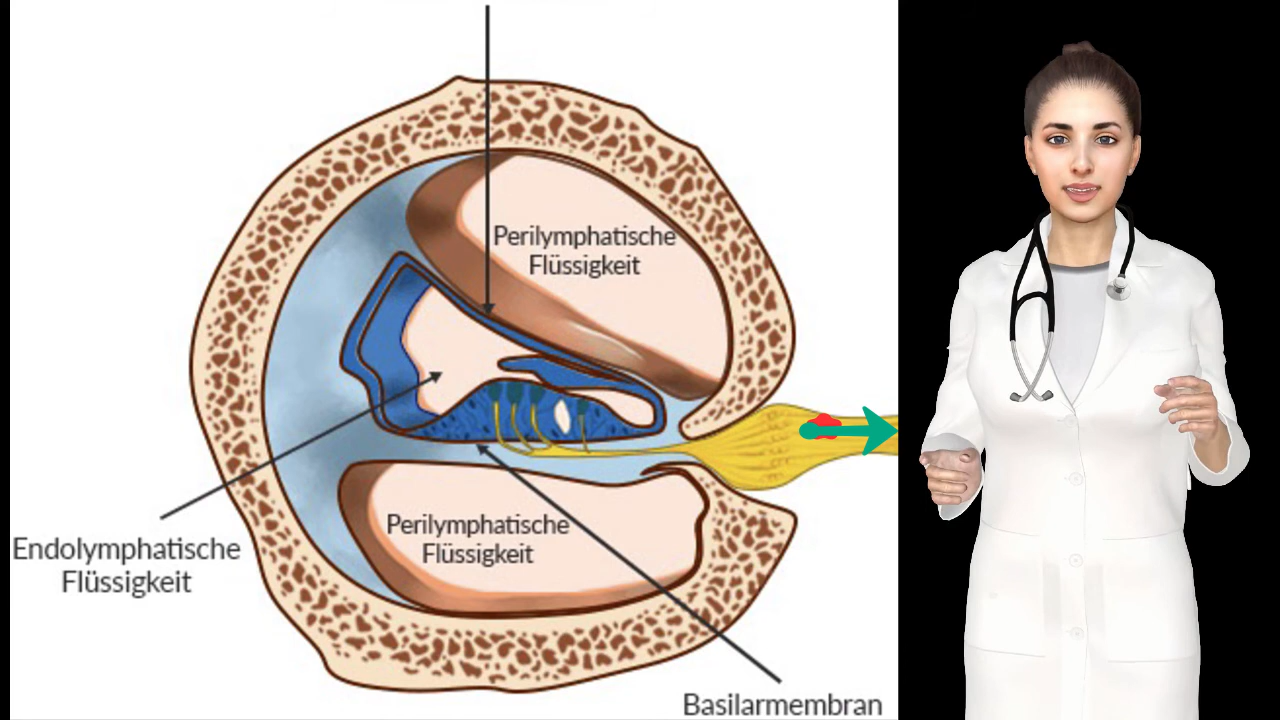 Perilymphatische
Flüssigkeit
Perilymphatische
Flüssigkeit
Endolymphatische
Flüssigkeit
Basilarmembran